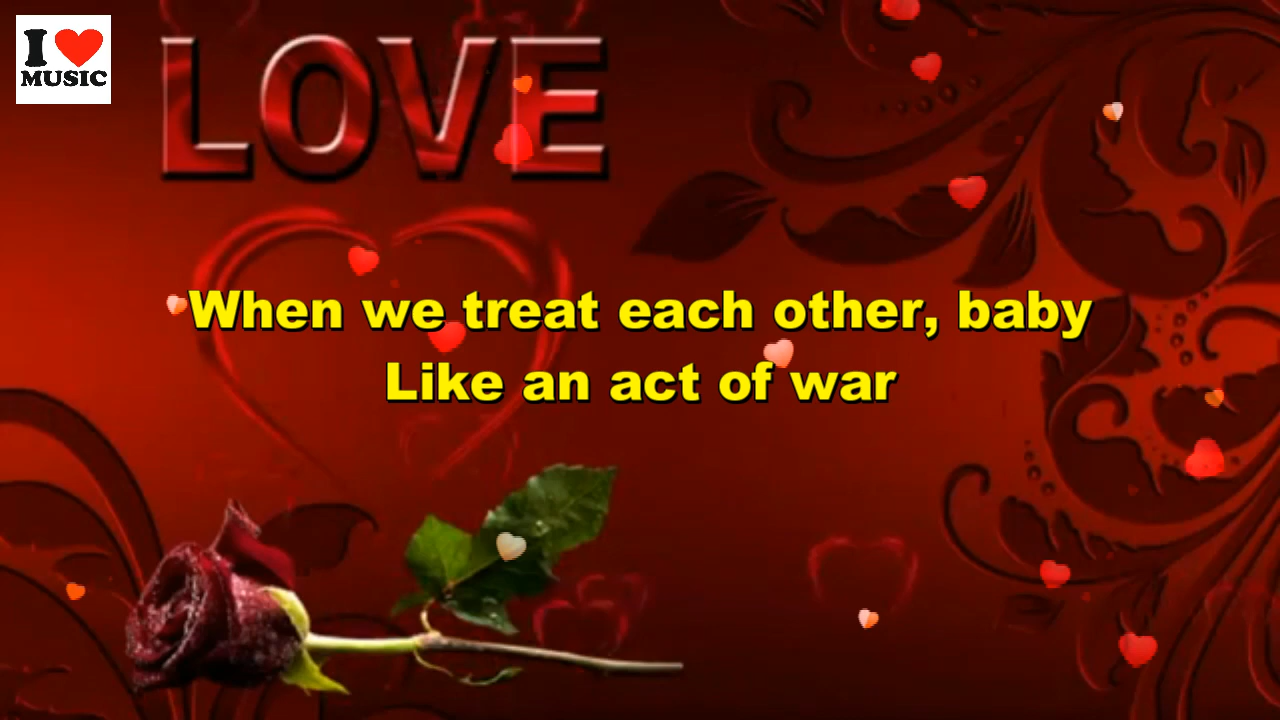 I ❤ MUSIC
LOVE
When we treat each other, baby
Like an act of war